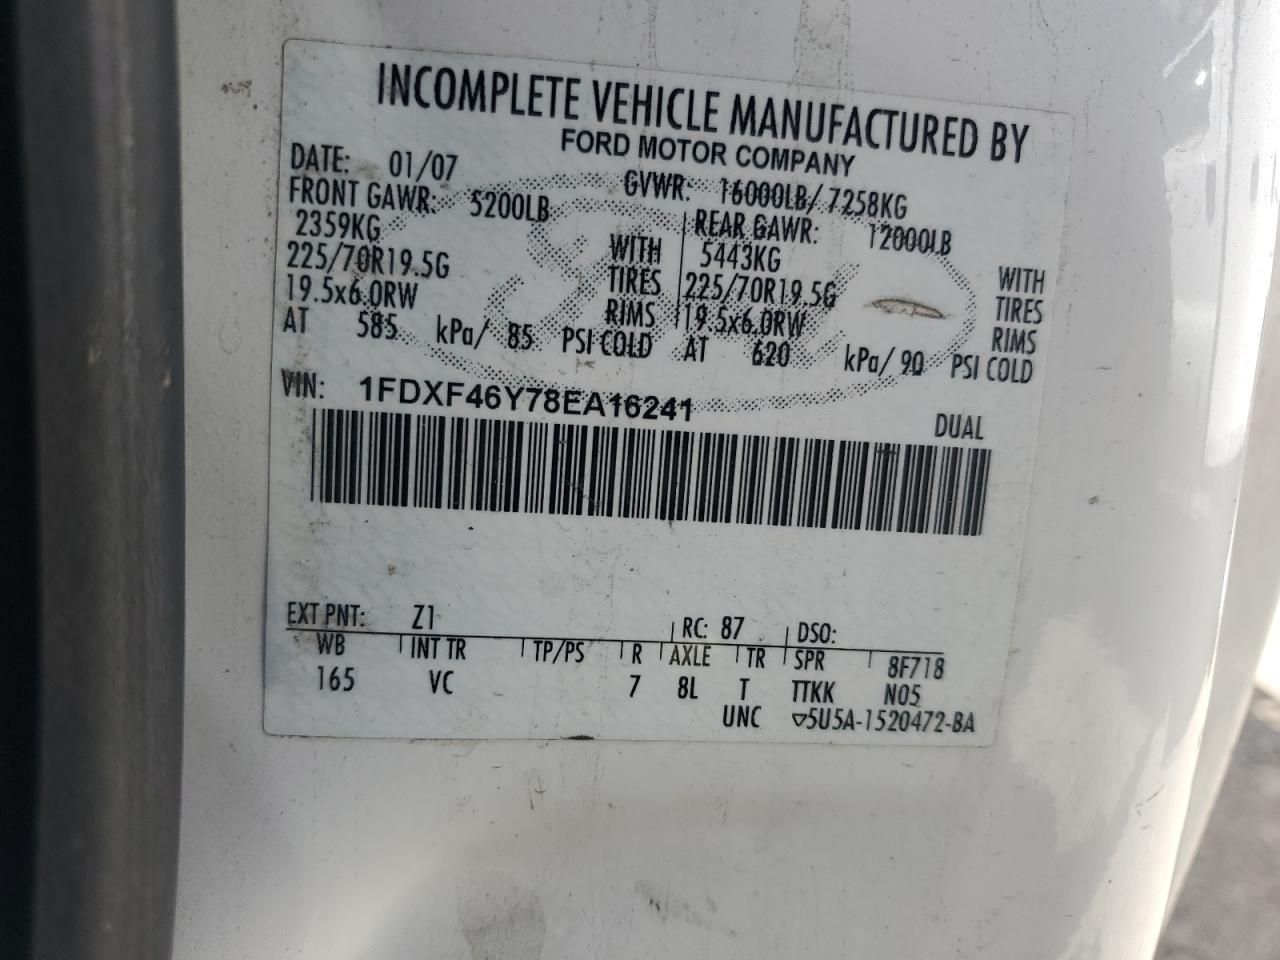 INCOMPLETE VEHICLE MANUFACTURED BY
FORD MOTOR COMPANY
DATE: 01/07 GVWR: 16000LB/ 7258KG
FRONT GAWR: 5200LB REAR GAWR: 12000LB
2359KG WITH 5443KG WITH
225/70R19.5G TIRES 225/70R19.5G TIRES
19.5x6.0RW RIMS 19.5x6.0RW RIMS
AT 585 kPa/ 85 PSI COLD AT 620 kPa/ 90 PSI COLD
VIN: 1FDXF46Y78EA16241
DUAL
EXT PNT: Z1 RC: 87 DSO:
WB INT TR TP/PS R AXLE TR SPR 8F718
165 VC 7 8L T TTKK N05
UNC ▽5U5A-1520472-BA